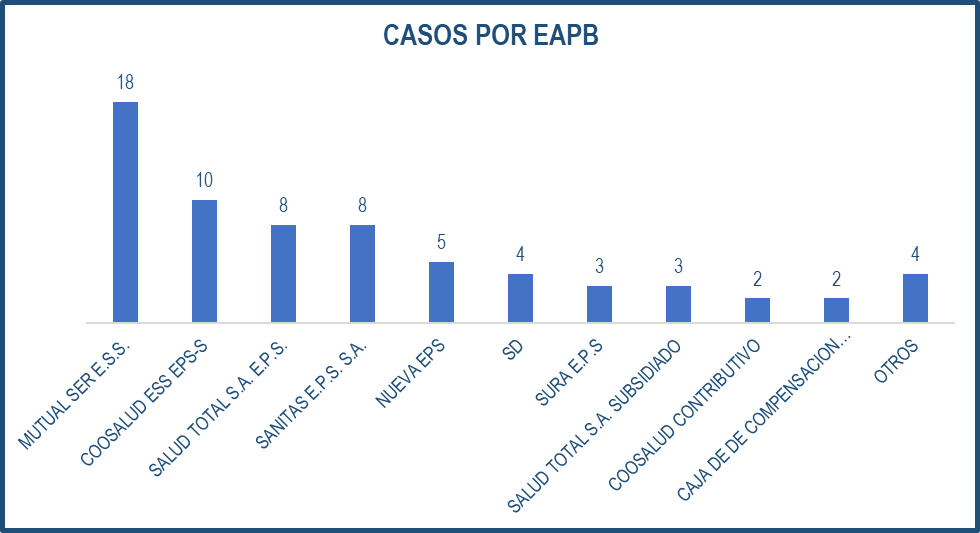 CASOS POR EAPB
18
10
8
8
5
4
3
3
2
2
4
MUTUAL SER E.S.S.
COOSALUD ESS EPS-S
SALUD TOTAL S.A. E.P.S.
SANITAS E.P.S. S.A.
NUEVA EPS
SD
SURA E.P.S
SALUD TOTAL S.A. SUBSIDIADO
COOSALUD CONTRIBUTIVO
CAJA DE DE COMPENSACION...
OTROS